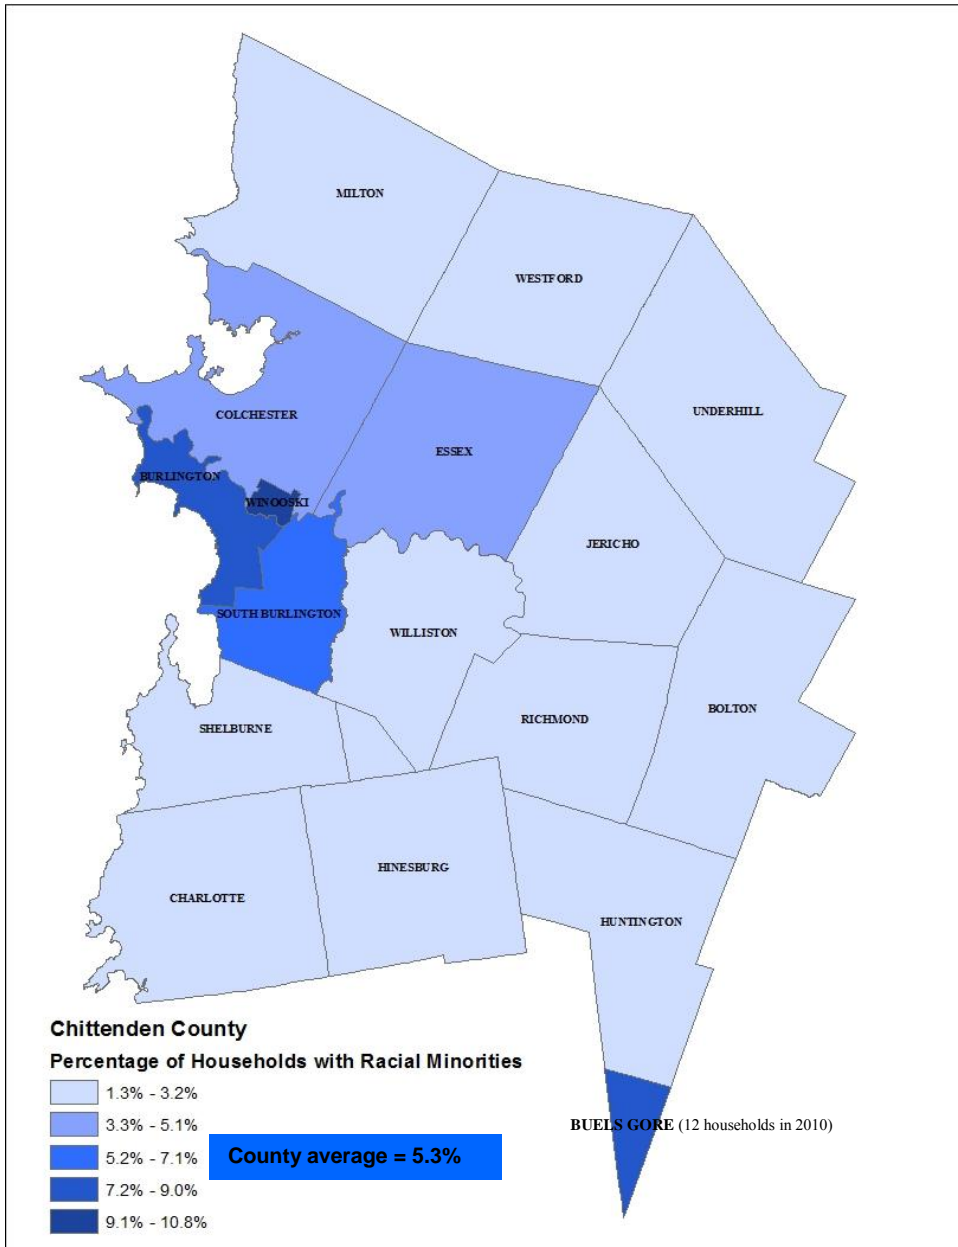 MILTON
WESTFORD
UNDERHILL
COLCHESTER
ESSEX
BURLINGTON
WINOOSKI
JERICHO
SOUTH BURLINGTON
WILLISTON
BOLTON
RICHMOND
SHELBURNE
HINESBURG
CHARLOTTE
HUNTINGTON
Chittenden County
Percentage of Households with Racial Minorities
1.3% - 3.2%
3.3% - 5.1%
5.2% - 7.1%
7.2% - 9.0%
9.1% - 10.8%
County average = 5.3%
BUELS GORE (12 households in 2010)